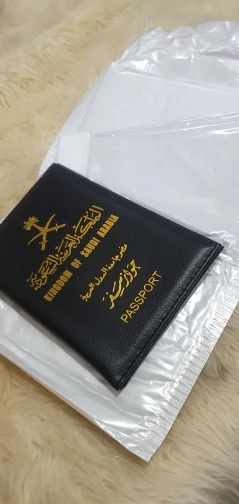 المملكة العربية السعودية
KINGDOM OF SAUDI ARABIA
جواز سفر
PASSPORT